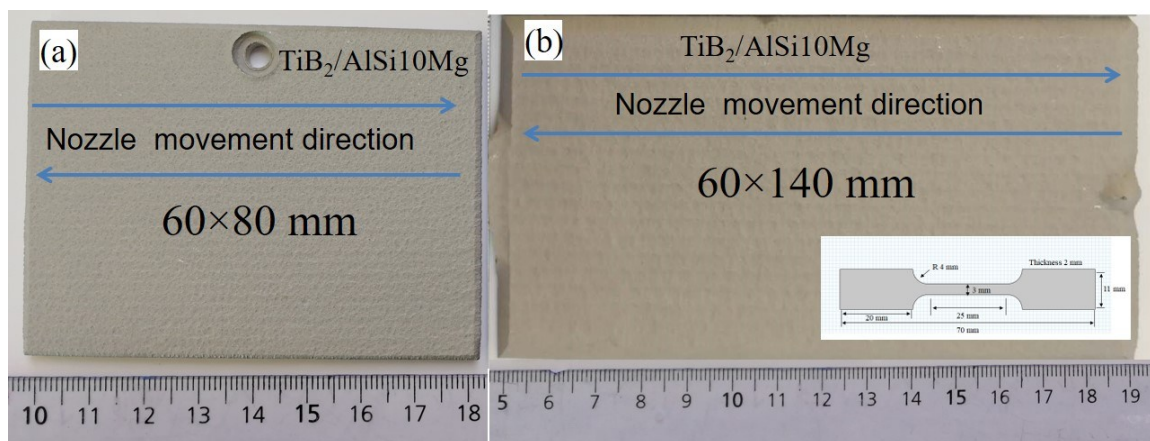 (a)
TiB₂/AlSi10Mg
Nozzle movement direction
60×80 mm
10 11 12 13 14 15 16 17 18
(b)
TiB₂/AlSi10Mg
Nozzle movement direction
60×140 mm
R 4 mm
Thickness 2 mm
3 mm
11 mm
20 mm
25 mm
70 mm
5 6 7 8 9 10 11 12 13 14 15 16 17 18 19